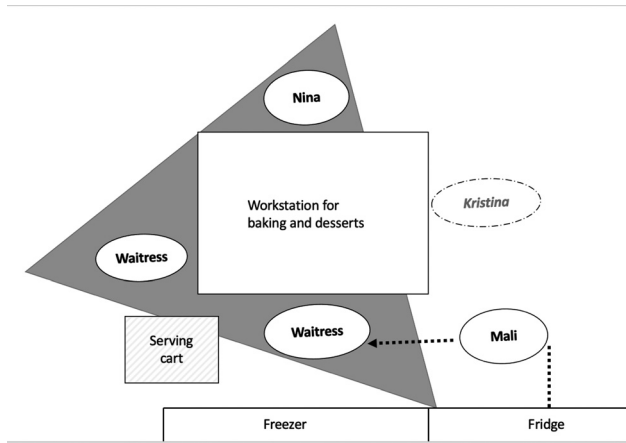 Nina
Workstation for
baking and desserts
Kristina
Waitress
Waitress
Mali
Serving
cart
Freezer
Fridge